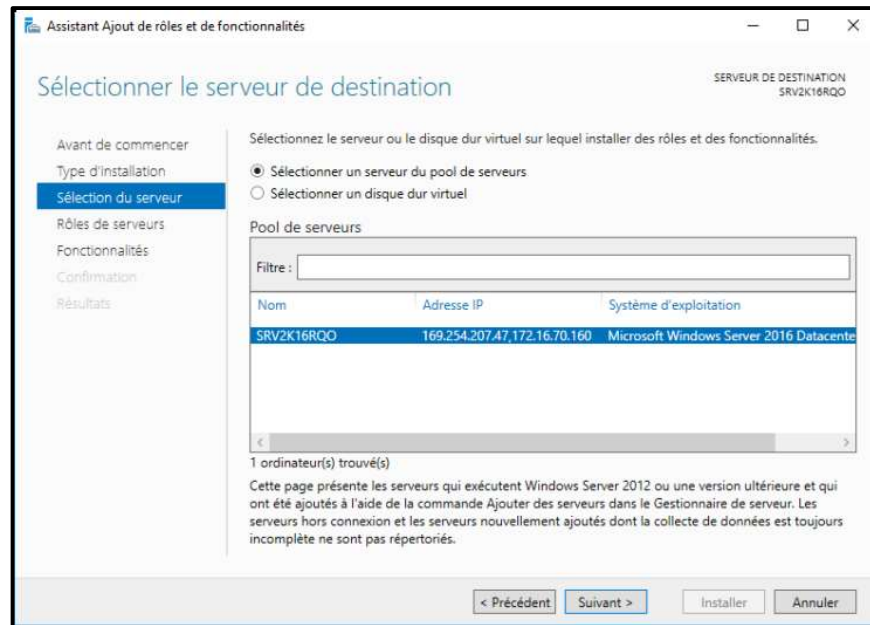 Assistant Ajout de rôles et de fonctionnalités
Sélectionner le serveur de destination
SERVEUR DE DESTINATION
SRV2K16RQO
Avant de commencer
Type d'installation
Sélection du serveur
Rôles de serveurs
Fonctionnalités
Confirmation
Résultats
Sélectionnez le serveur ou le disque dur virtuel sur lequel installer des rôles et des fonctionnalités.
Sélectionner un serveur du pool de serveurs
Sélectionner un disque dur virtuel
Pool de serveurs
Filtre :
Nom Adresse IP Système d'exploitation
SRV2K16RQO 169.254.207.47,172.16.70.160 Microsoft Windows Server 2016 Datacente
1 ordinateur(s) trouvé(s)
Cette page présente les serveurs qui exécutent Windows Server 2012 ou une version ultérieure et qui
ont été ajoutés à l'aide de la commande Ajouter des serveurs dans le Gestionnaire de serveur. Les
serveurs hors connexion et les serveurs nouvellement ajoutés dont la collecte de données est toujours
incomplète ne sont pas répertoriés.
< Précédent Suivant > Installer Annuler